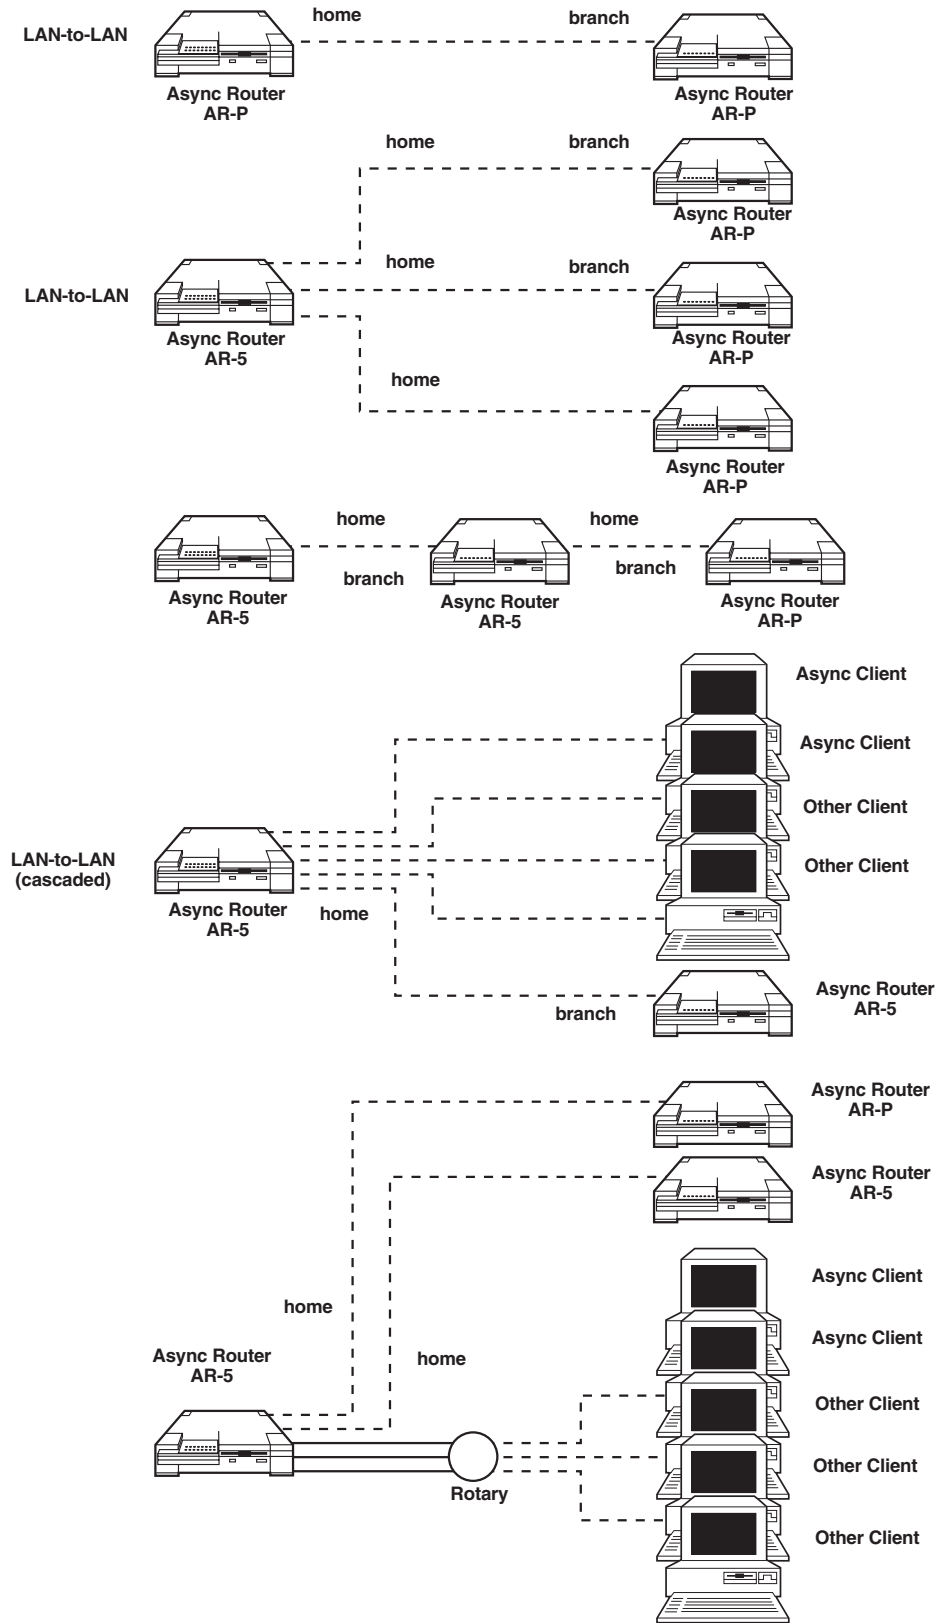 home
branch
LAN-to-LAN
Async Router
AR-P
Async Router
AR-P
home
branch
Async Router
AR-P
home
branch
LAN-to-LAN
Async Router
AR-5
Async Router
AR-P
home
Async Router
AR-P
home
home
branch
branch
Async Router
AR-5
Async Router
AR-5
Async Router
AR-P
Async Client
Async Client
Other Client
LAN-to-LAN
(cascaded)
Other Client
Async Router
AR-5
home
branch
Async Router
AR-5
Async Router
AR-P
Async Router
AR-5
Async Client
home
Async Client
Async Router
AR-5
home
Other Client
Other Client
Rotary
Other Client